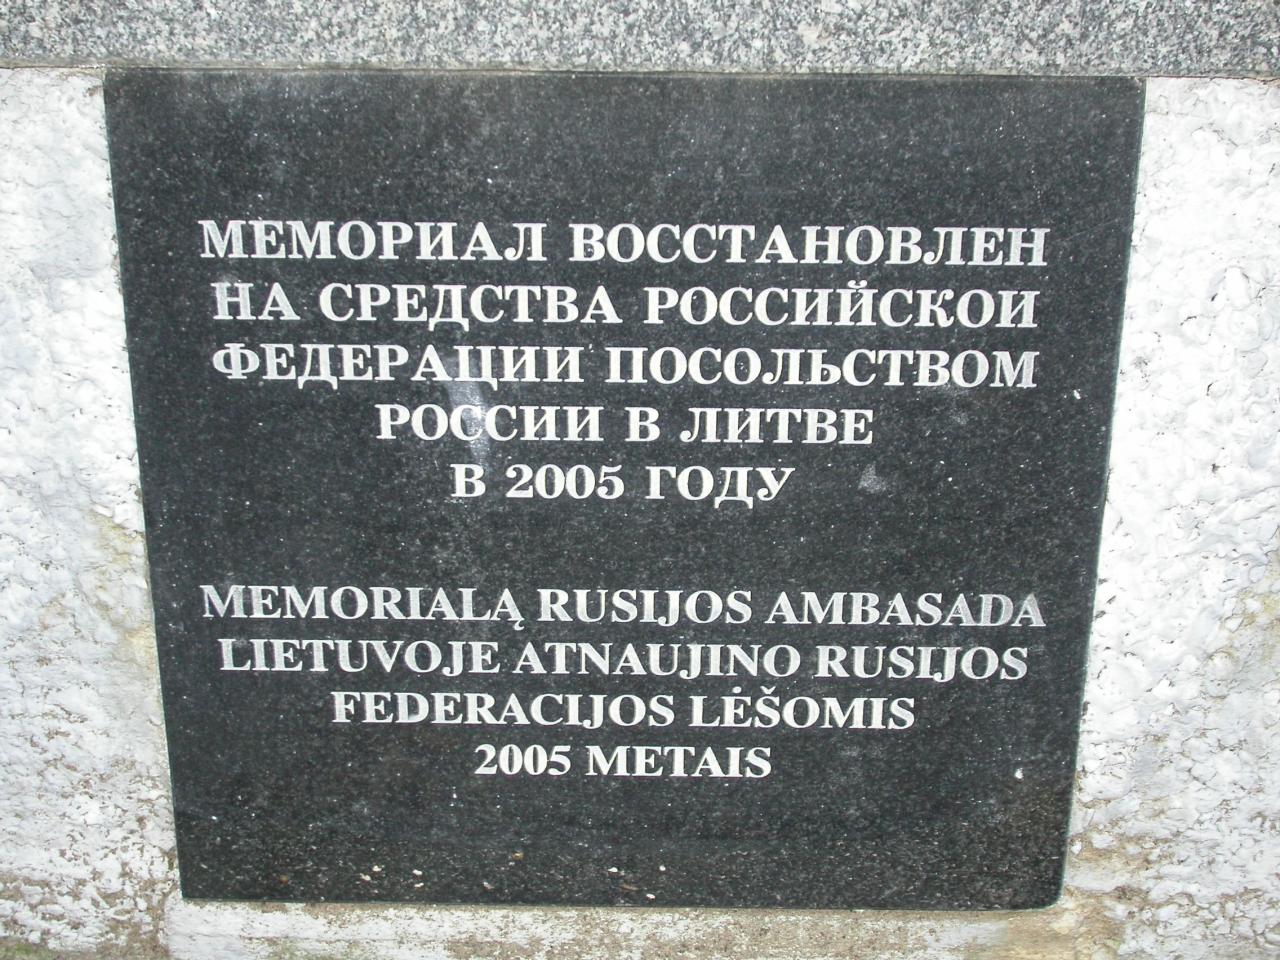 МЕМОРИАЛ ВОССТАНОВЛЕН
НА СРЕДСТВА РОССИЙСКОИ
ФЕДЕРАЦИИ ПОСОЛЬСТВОМ
РОССИИ В ЛИТВЕ
В 2005 ГОДУ
MEMORIALĄ RUSIJOS AMBASADA
LIETUVOJE ATNAUJINO RUSIJOS
FEDERACIJOS LĖŠOMIS
2005 METAIS